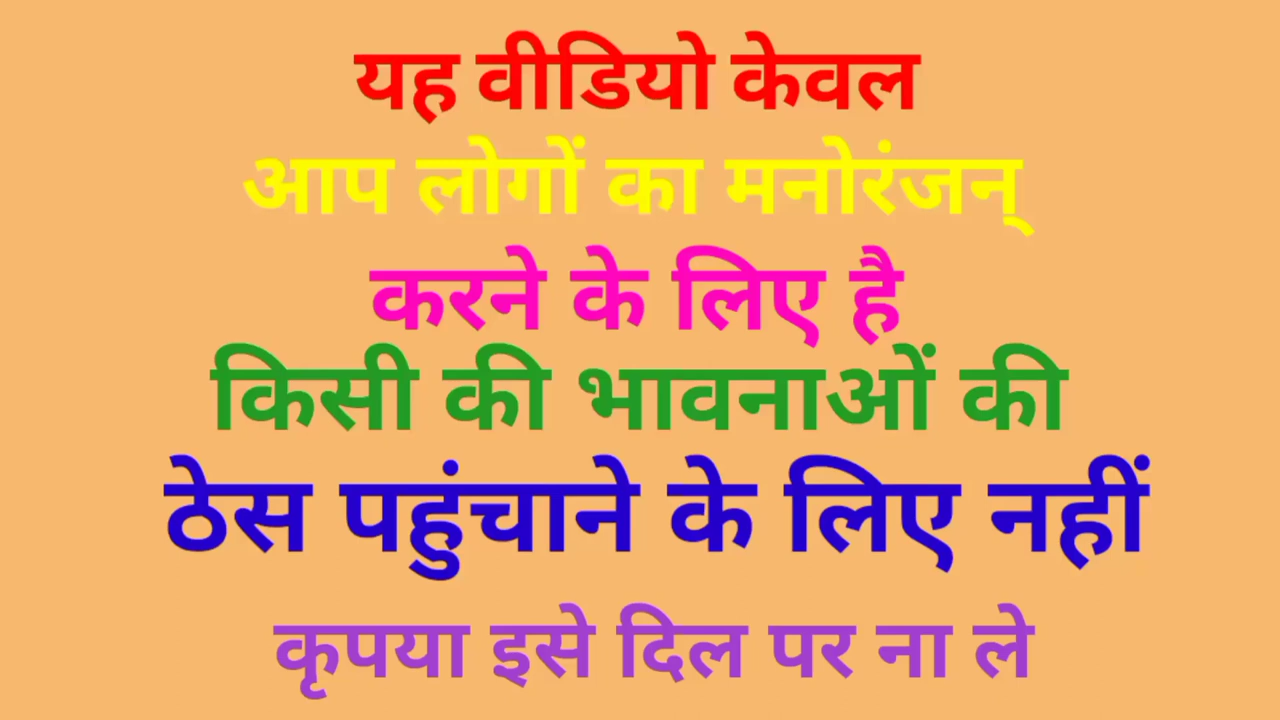 यह वीडियो केवल
आप लोगों का मनोरंजन्
करने के लिए है
किसी की भावनाओं की
ठेस पहुंचाने के लिए नहीं
कृपया इसे दिल पर ना ले